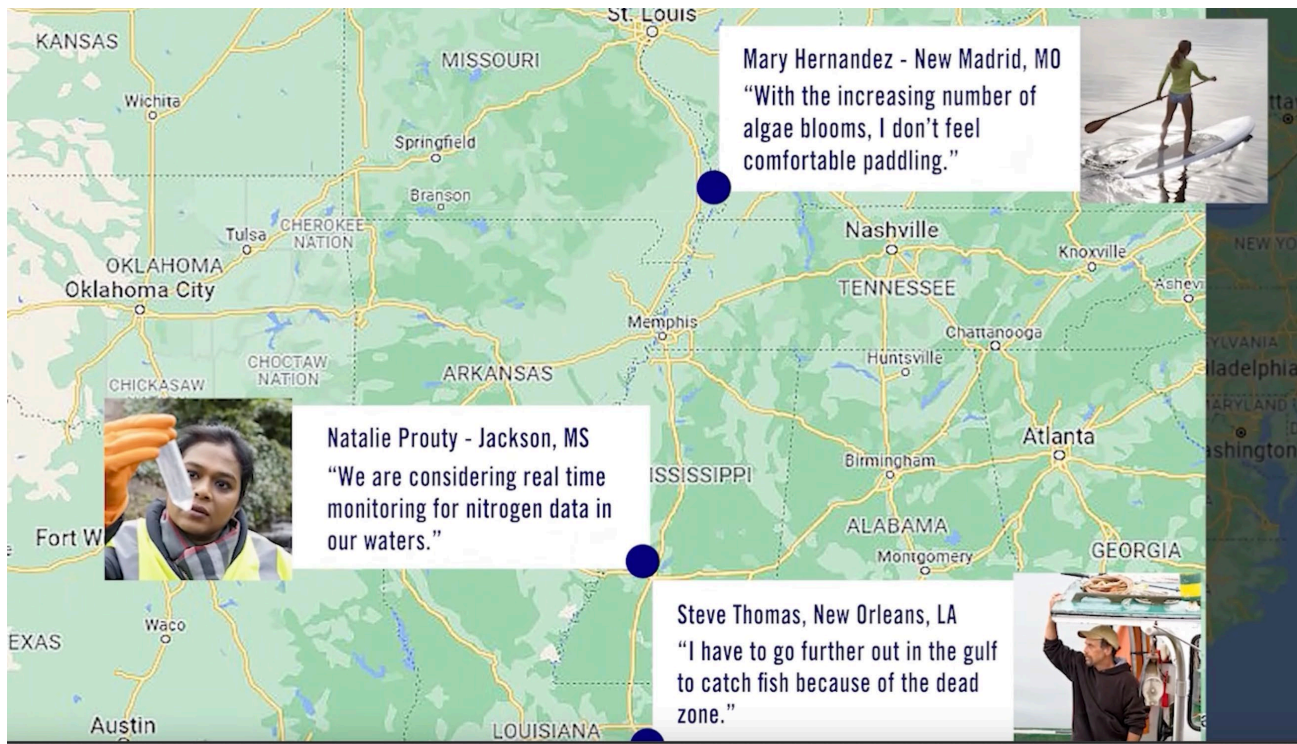 St. Louis
KANSAS
MISSOURI
Wichita
Springfield
Branson
Tulsa
CHEROKEE
NATION
OKLAHOMA
Oklahoma City
Mary Hernandez - New Madrid, MO
“With the increasing number of
algae blooms, I don’t feel
comfortable paddling.”
Nashville
Knoxville
TENNESSEE
Memphis
Chattanooga
Huntsville
CHOCTAW
NATION
CHICKASAW
ARKANSAS
NEW YO
YLVANIA
iladelphia
MARYLAND
ashington
Ashevi
Natalie Prouty - Jackson, MS
“We are considering real time
monitoring for nitrogen data in
our waters.”
ISSISSIPPI
Atlanta
Birmingham
ALABAMA
Montgomery
GEORGIA
Fort W
Waco
EXAS
Austin
LOUISIANA
Steve Thomas, New Orleans, LA
“I have to go further out in the gulf
to catch fish because of the dead
zone.”